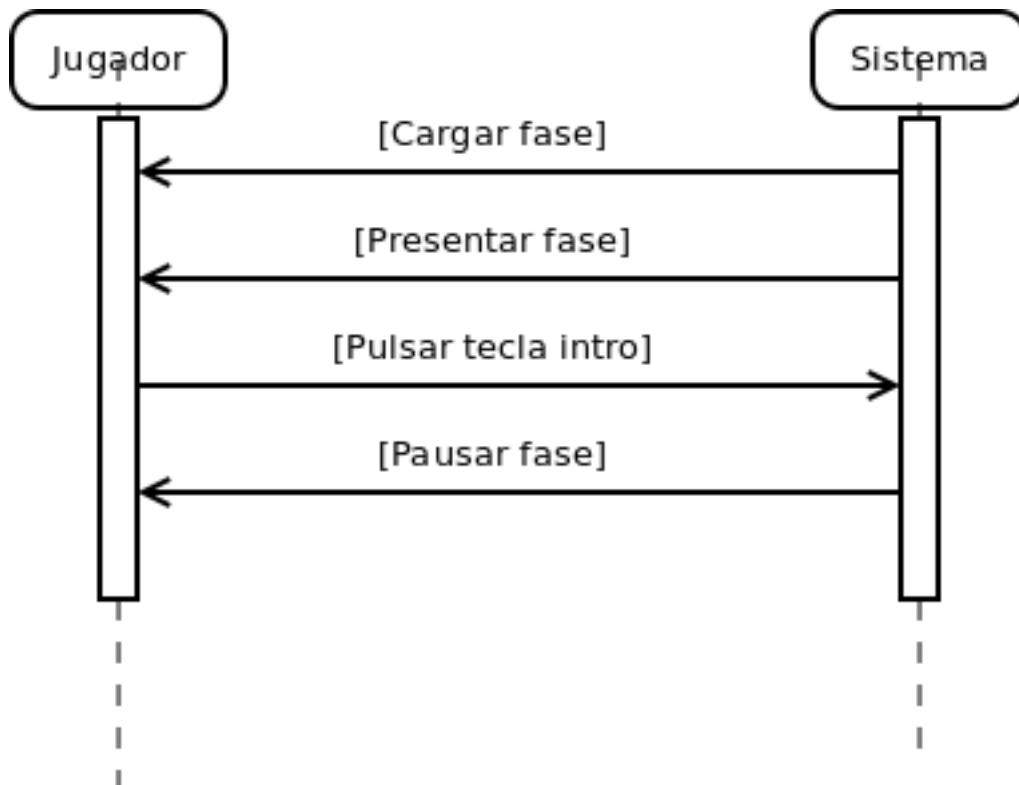 Jugador
Sistema
[Cargar fase]
[Presentar fase]
[Pulsar tecla intro]
[Pausar fase]